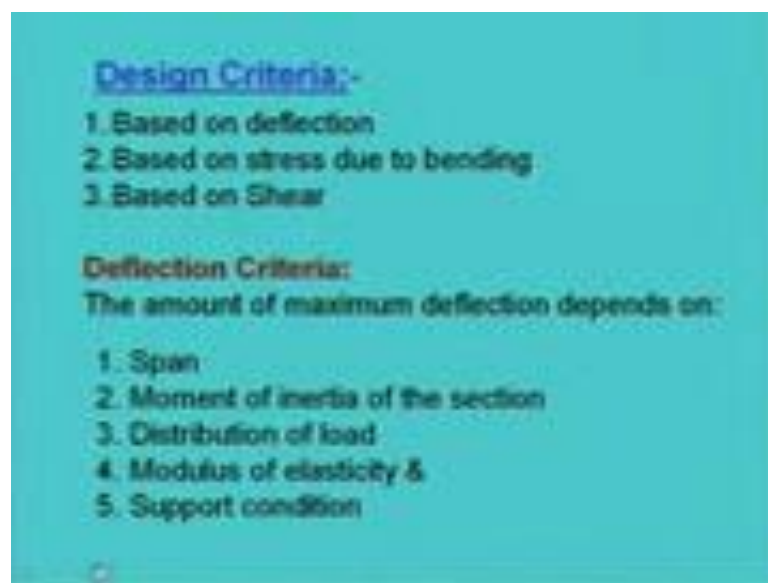 Design Criteria:-
1. Based on deflection
2. Based on stress due to bending
3. Based on Shear
Deflection Criteria:
The amount of maximum deflection depends on:
1. Span
2. Moment of inertia of the section
3. Distribution of load
4. Modulus of elasticity &
5. Support condition